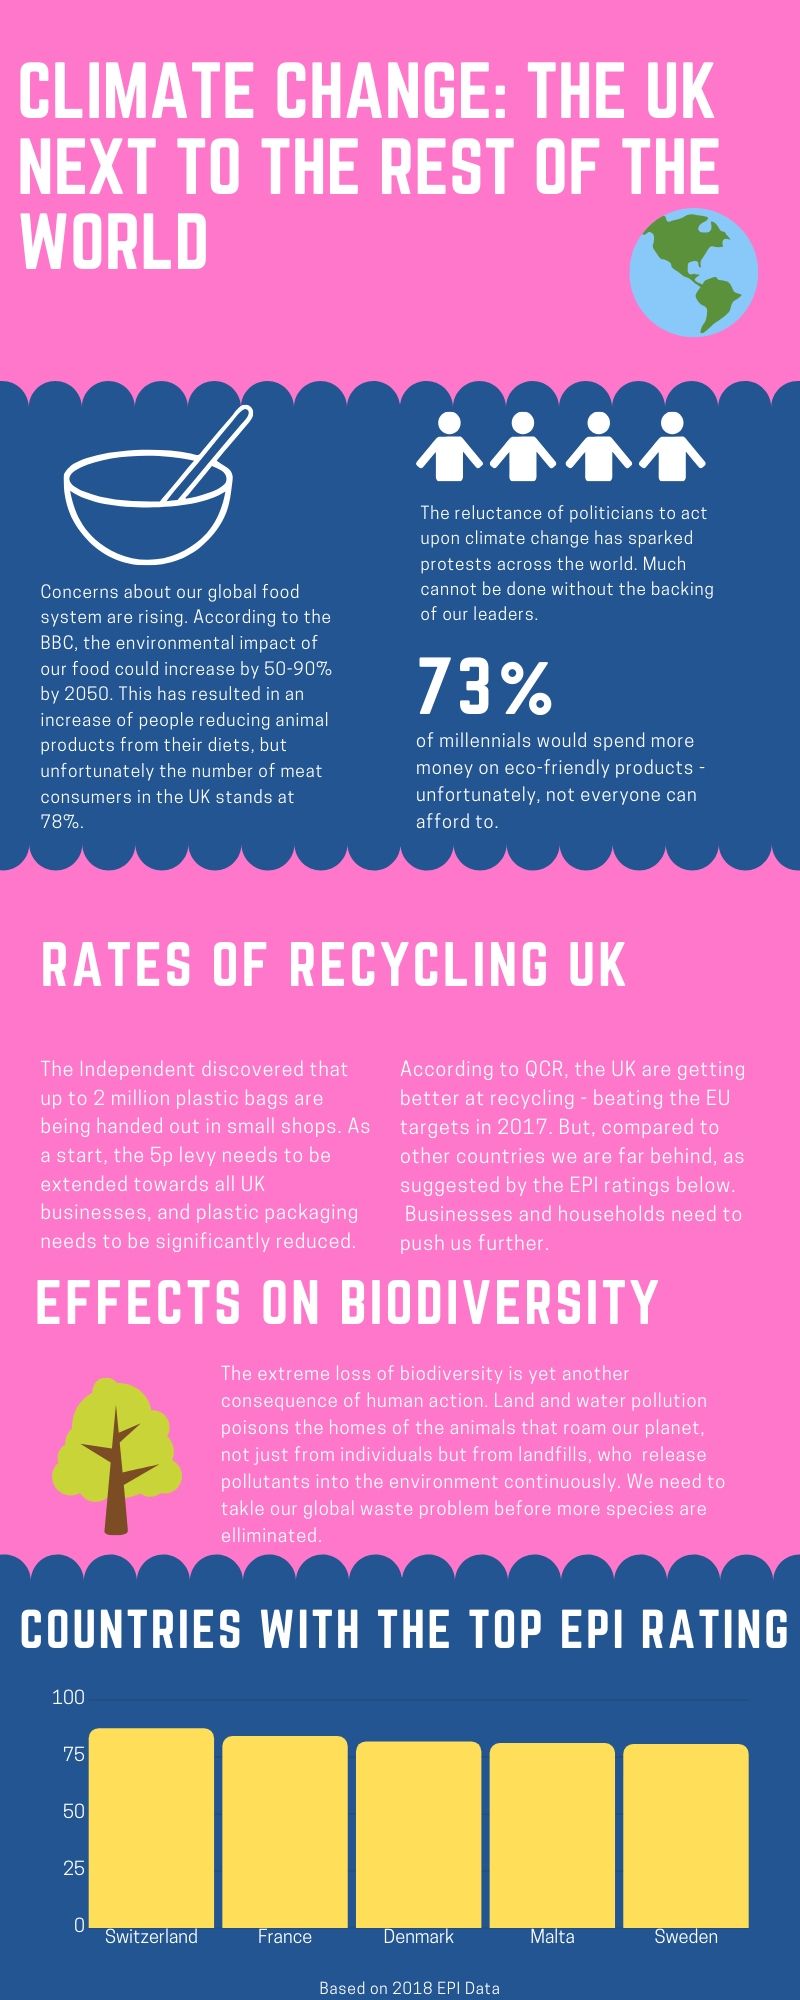 CLIMATE CHANGE: THE UK
NEXT TO THE REST OF THE
WORLD
Concerns about our global food
system are rising. According to the
BBC, the environmental impact of
our food could increase by 50-90%
by 2050. This has resulted in an
increase of people reducing animal
products from their diets, but
unfortunately the number of meat
consumers in the UK stands at
78%.
The reluctance of politicians to act
upon climate change has sparked
protests across the world. Much
cannot be done without the backing
of our leaders.
73%
of millennials would spend more
money on eco-friendly products -
unfortunately, not everyone can
afford to.
RATES OF RECYCLING UK
The Independent discovered that
up to 2 million plastic bags are
being handed out in small shops. As
a start, the 5p levy needs to be
extended towards all UK
businesses, and plastic packaging
needs to be significantly reduced.
According to QCR, the UK are getting
better at recycling - beating the EU
targets in 2017. But, compared to
other countries we are far behind, as
suggested by the EPI ratings below.
Businesses and households need to
push us further.
EFFECTS ON BIODIVERSITY
The extreme loss of biodiversity is yet another
consequence of human action. Land and water pollution
poisons the homes of the animals that roam our planet,
not just from individuals but from landfills, who release
pollutants into the environment continuously. We need to
takle our global waste problem before more species are
elliminated.
COUNTRIES WITH THE TOP EPI RATING
100
75
50
25
0
Switzerland France Denmark Malta Sweden
Based on 2018 EPI Data